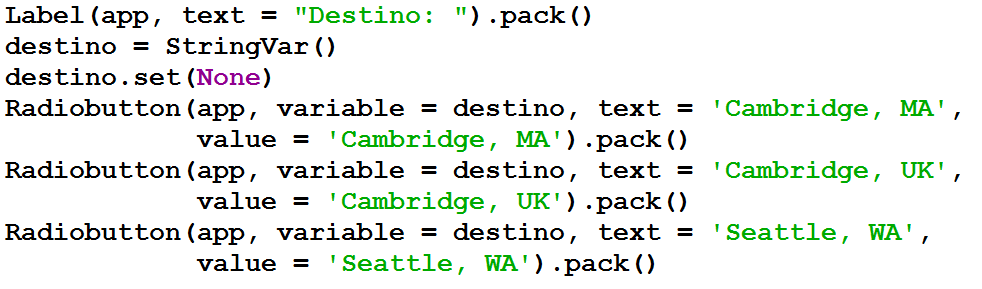 Label(app, text = "Destino: ").pack()
destino = StringVar()
destino.set(None)
Radiobutton(app, variable = destino, text = 'Cambridge, MA',
            value = 'Cambridge, MA').pack()
Radiobutton(app, variable = destino, text = 'Cambridge, UK',
            value = 'Cambridge, UK').pack()
Radiobutton(app, variable = destino, text = 'Seattle, WA',
            value = 'Seattle, WA').pack()